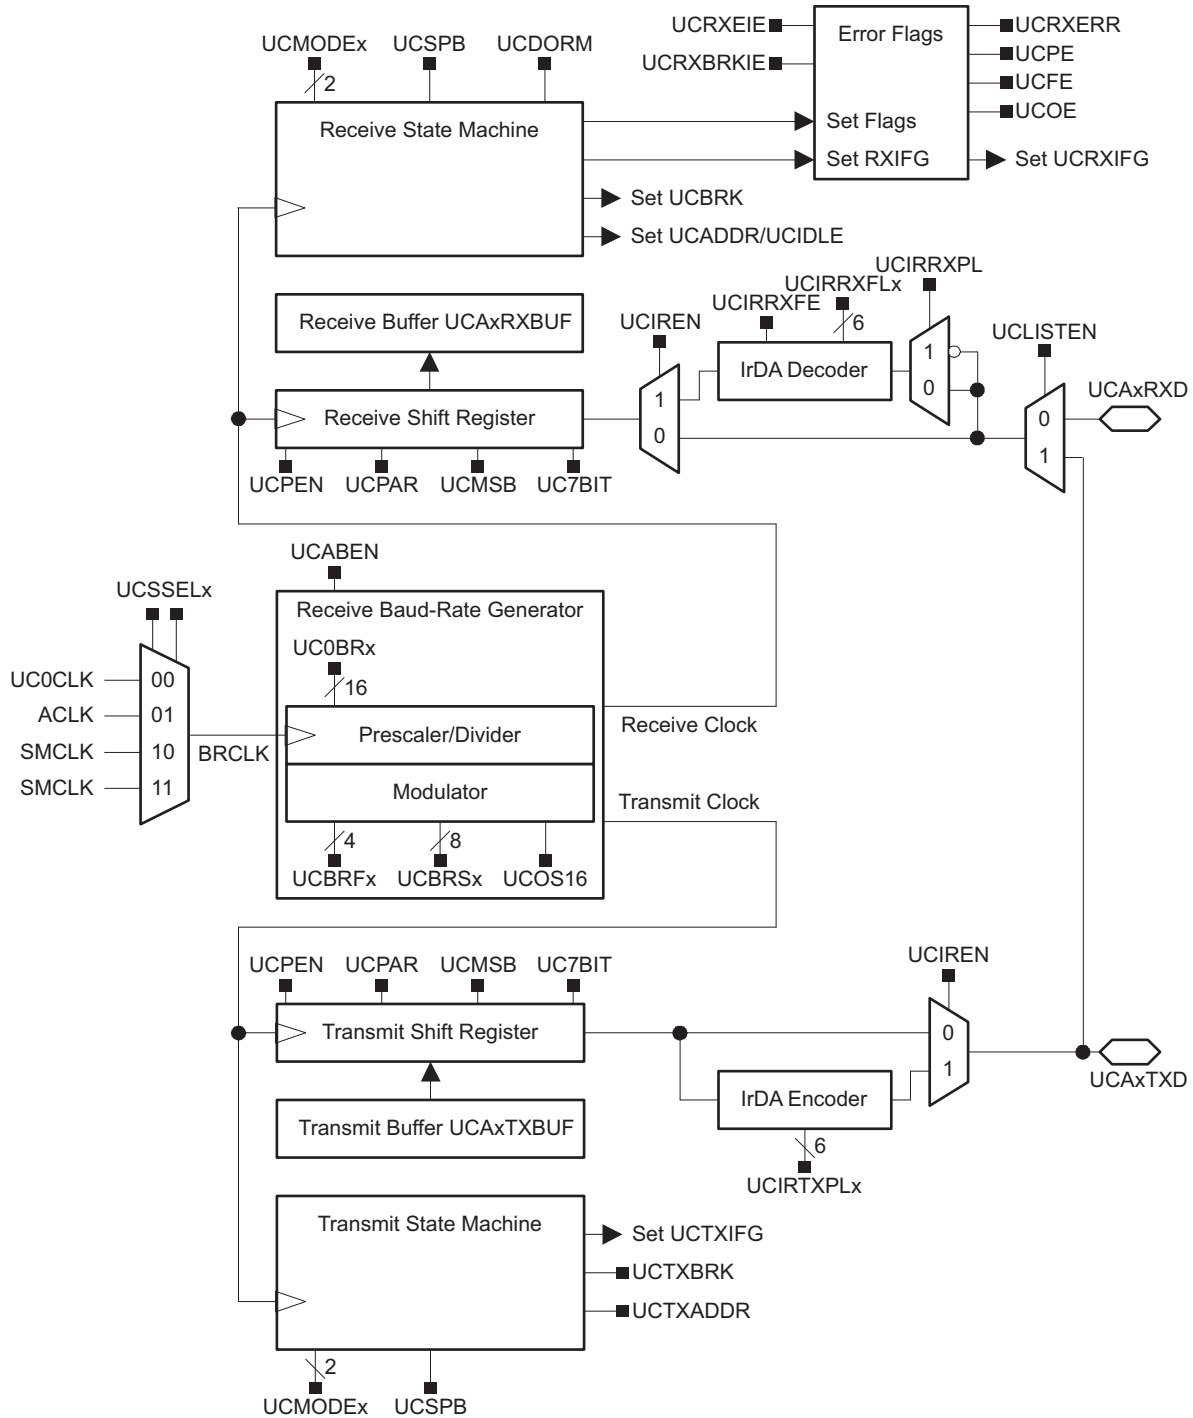 UCRXEIE
Error Flags
UCRXERR
UCMODEx
UCSPB
UCDORM
UCRXBRKIE
UCPE
2
UCFE
UCOE
Receive State Machine
Set Flags
Set RXIFG
Set UCRXIFG
Set UCBRK
Set UCADDR/UCIDLE
UCIRRXPL
UCIRRXFLx
UCIRRXFE
Receive Buffer UCAxRXBUF
UCIREN
6
UCLISTEN
1
IrDA Decoder
0
UCAxRXD
1
0
Receive Shift Register
0
1
UCPEN
UCPAR
UCMSB
UC7BIT
UCABEN
UCSSELx
Receive Baud-Rate Generator
UC0BRx
UC0CLK
00
16
ACLK
01
Receive Clock
SMCLK
10
BRCLK
Prescaler/Divider
SMCLK
11
Modulator
Transmit Clock
4
8
UCBRFx
UCBRSx
UCOS16
UCPEN
UCPAR
UCMSB
UC7BIT
UCIREN
Transmit Shift Register
0
1
UCAxTXD
IrDA Encoder
Transmit Buffer UCAxTXBUF
6
UCIRTXPLx
Transmit State Machine
Set UCTXIFG
UCTXBRK
UCTXADDR
2
UCMODEx
UCSPB